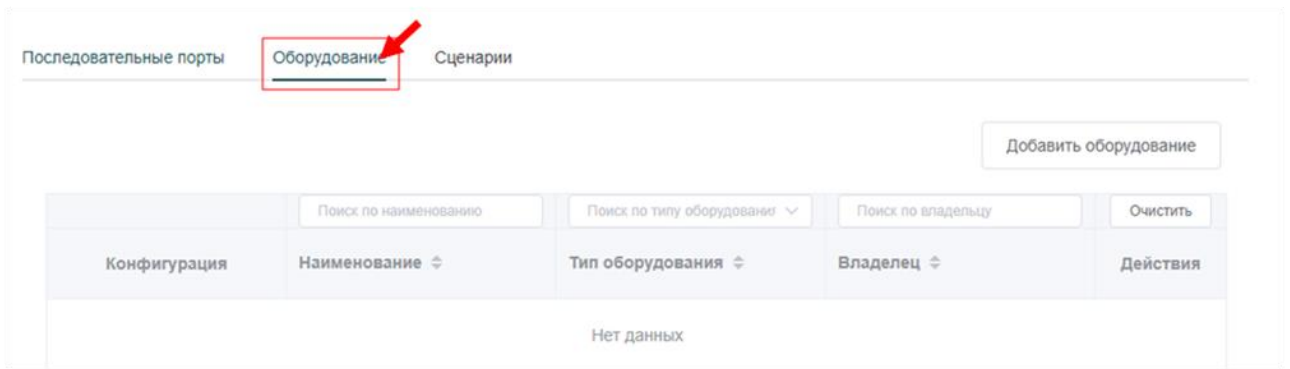 Последовательные порты Оборудование Сценарии
Добавить оборудование
Поиск по наименованию Поиск по типу оборудовани Поиск по владельцу Очистить
Конфигурация Наименование Тип оборудования Владелец Действия
Нет данных